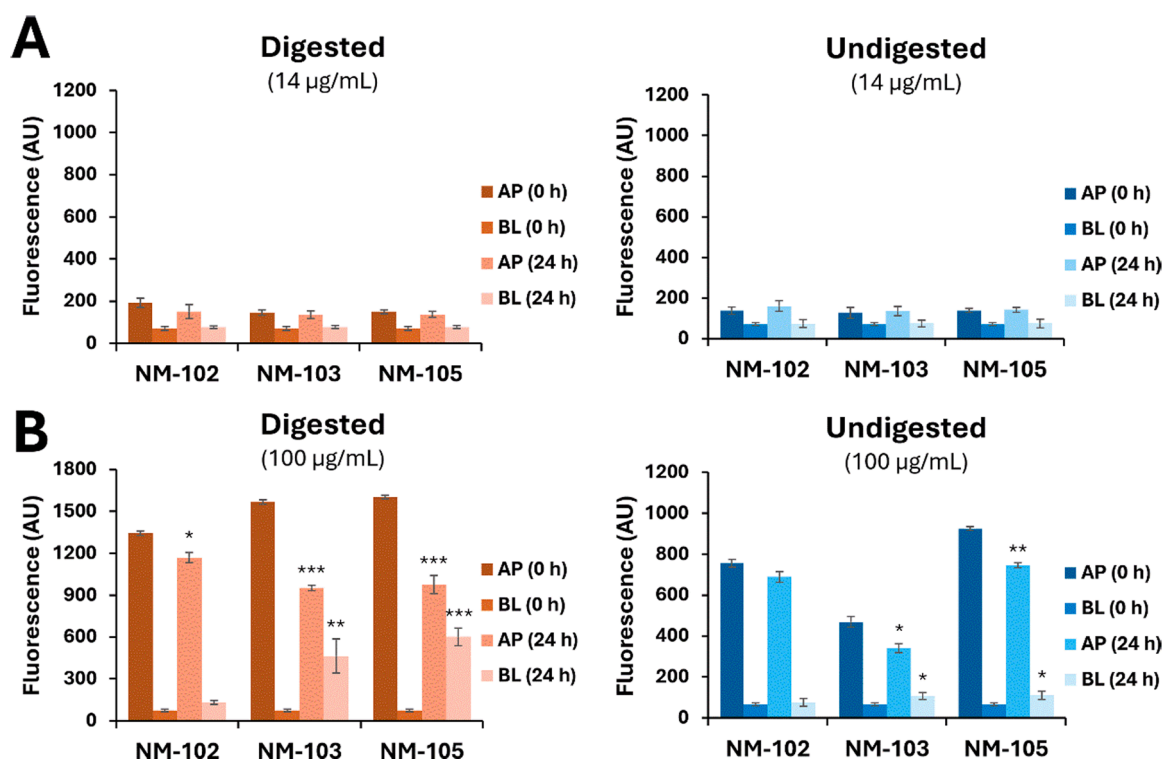 A
Digested
(14 µg/mL)
Fluorescence (AU)
1200
1000
800
600
400
200
0
NM-102 NM-103 NM-105
AP (0 h)
BL (0 h)
AP (24 h)
BL (24 h)
Undigested
(14 µg/mL)
Fluorescence (AU)
1200
1000
800
600
400
200
0
NM-102 NM-103 NM-105
AP (0 h)
BL (0 h)
AP (24 h)
BL (24 h)
B
Digested
(100 µg/mL)
Fluorescence (AU)
1800
1500
1200
900
600
300
0
* *** ** *** ***
NM-102 NM-103 NM-105
AP (0 h)
BL (0 h)
AP (24 h)
BL (24 h)
Undigested
(100 µg/mL)
Fluorescence (AU)
1200
1000
800
600
400
200
0
* * ** *
NM-102 NM-103 NM-105
AP (0 h)
BL (0 h)
AP (24 h)
BL (24 h)